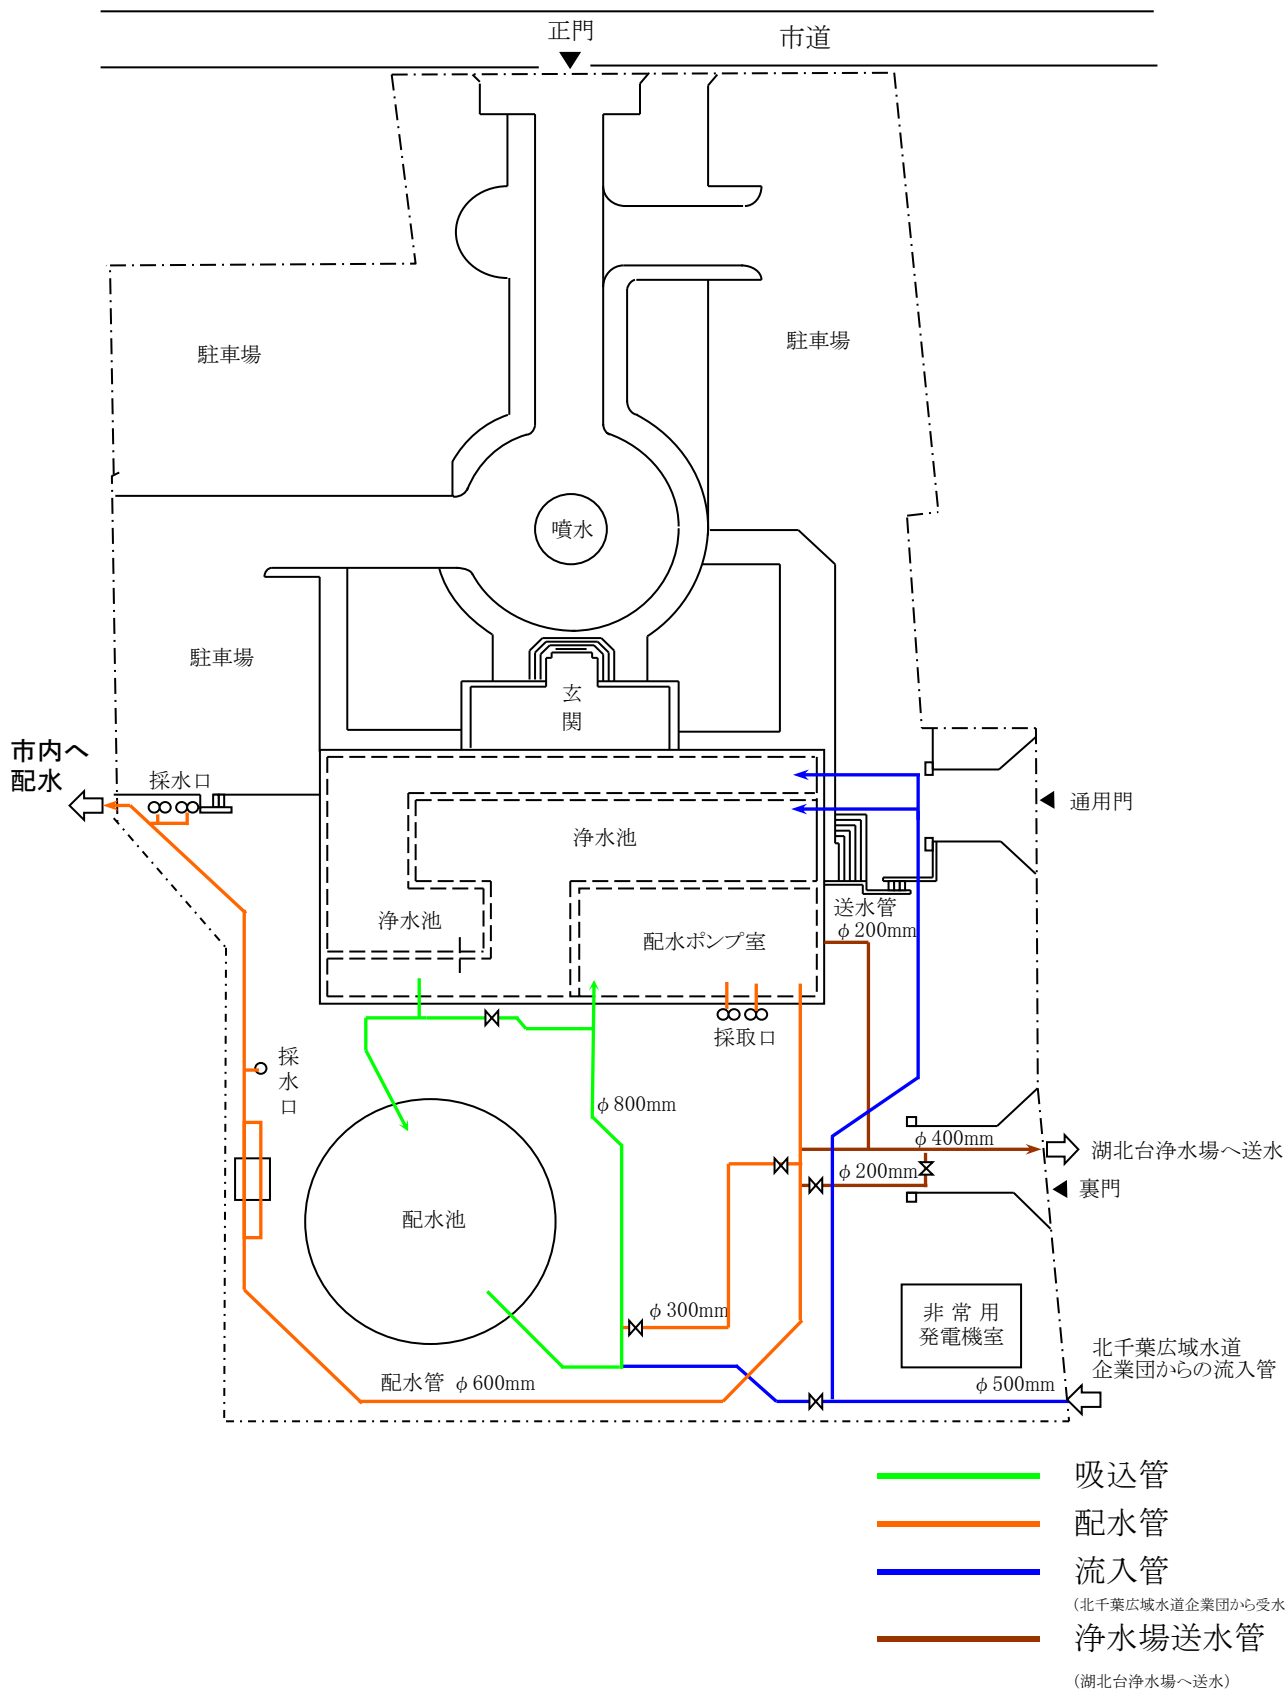 正門
市道
駐車場
駐車場
噴水
駐車場
玄
関
市内へ
配水
採水口
通用門
浄水池
浄水池
送水管
φ200mm
配水ポンプ室
採取口
採
水
口
φ800mm
φ400mm
湖北台浄水場へ送水
φ200mm
裏門
配水池
φ300mm
非常用
発電機室
北千葉広域水道
企業団からの流入管
配水管 φ600mm
φ500mm
吸込管
配水管
流入管
(北千葉広域水道企業団から受水
浄水場送水管
(湖北台浄水場へ送水)